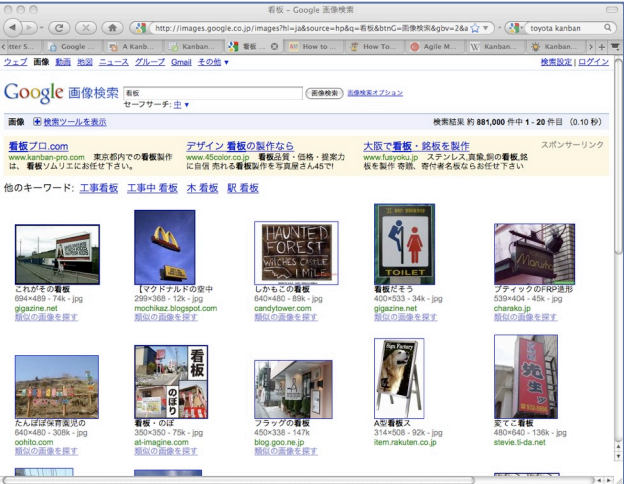 看板 - Google 画像検索
http://images.google.co.jp/images?hl=ja&source=hp&q=看板&btnG=画像検索&gbv=2&a
toyota kanban
itter S...
Google ...
A Kanb...
Kanban...
看板 ...
How to ...
How To...
Agile M...
Kanban...
Kanban...
ウェブ 画像 動画 地図 ニュース グループ Gmail その他 ▼
検索設定 | ログイン
Google 画像検索
看板
画像検索
画像検索オプション
セーフサーチ: 中 ▼
画像 検索ツールを表示
検索結果 約 881,000 件中 1 - 20 件目 (0.10 秒)
看板プロ.com
www.kanban-pro.com 東京都内での看板製作
は、 看板ソムリエにお任せ下さい。
デザイン 看板の製作なら
www.45color.co.jp 看板品質・価格・提案力
に自信 売れる看板製作を写真屋さん45で!
大阪で看板・銘板を製作
www.fusyoku.jp ステンレス,真鍮,銅の看板,銘
板を製作 寄贈、寄付者名板ならお任せ下さい
スポンサーリンク
他のキーワード: 工事看板 工事中 看板 木 看板 駅 看板
HAUNTED
FOREST
WITCHES CASTLE
1 MILE
TOILET
これがその看板
694×489 - 74k - jpg
gigazine.net
類似の画像を探す
【マクドナルドの空中
299×368 - 12k - jpg
mochikaz.blogspot.com
類似の画像を探す
しかもこの看板
640×480 - 89k - jpg
candytower.com
類似の画像を探す
看板だそう
400×533 - 34k - jpg
gigazine.net
類似の画像を探す
ブティックのFRP造形
539×404 - 45k - jpg
charako.jp
類似の画像を探す
看板
のぼり
Sign Factory
先生
たんぽぽ保育園児の
640×480 - 308k - jpg
oohito.com
類似の画像を探す
看板・のぼ
350×350 - 75k - jpg
at-imagine.com
類似の画像を探す
フラッグの看板
450×338 - 147k
blog.goo.ne.jp
類似の画像を探す
A型看板ス
314×508 - 92k - jpg
item.rakuten.co.jp
変てこ看板
480×640 - 136k - jpg
stevie.ti-da.net